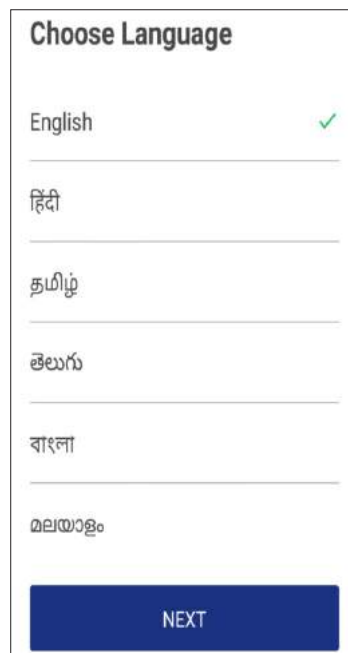 Choose Language
English
हिंदी
தமிழ்
తెలుగు
বাংলা
മലയാളം
NEXT